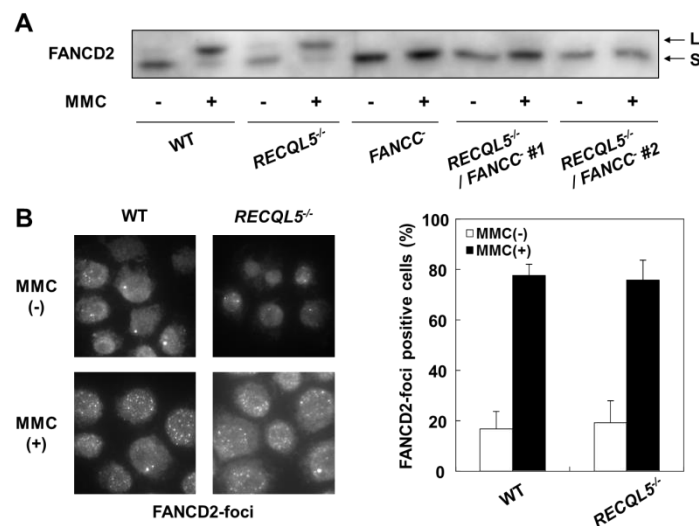 A
FANCD2
L
S
MMC - + - + - + - + - +
WT RECQL5-/- FANCC- RECQL5-/- / FANCC- #1 RECQL5-/- / FANCC- #2
B
WT RECQL5-/-
MMC
(-)
MMC
(+)
FANCD2-foci
FANCD2-foci positive cells (%)
MMC(-)
MMC(+)
80
60
40
20
0
WT RECQL5-/-